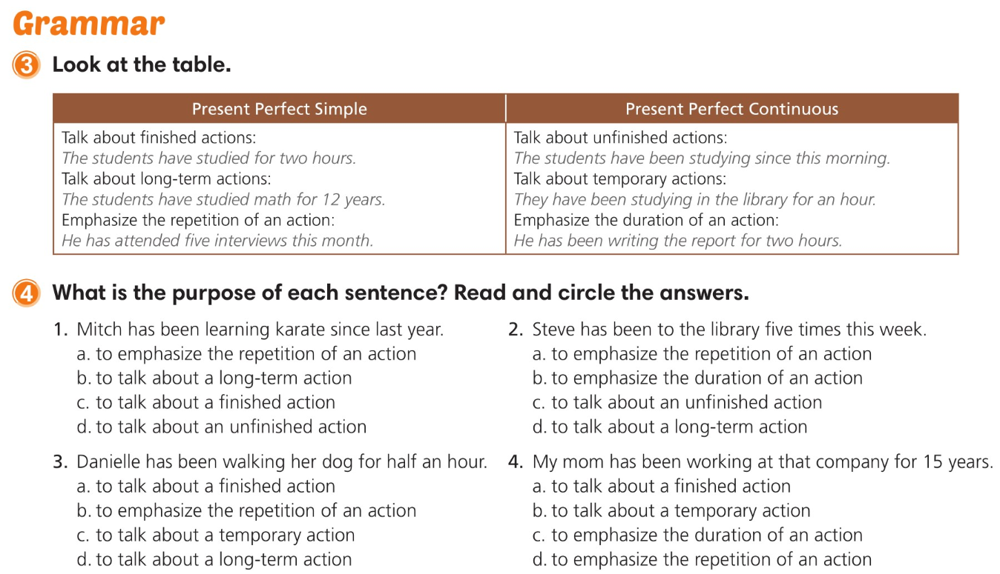 Grammar
3 Look at the table.
Present Perfect Simple
Talk about finished actions:
The students have studied for two hours.
Talk about long-term actions:
The students have studied math for 12 years.
Emphasize the repetition of an action:
He has attended five interviews this month.
Present Perfect Continuous
Talk about unfinished actions:
The students have been studying since this morning.
Talk about temporary actions:
They have been studying in the library for an hour.
Emphasize the duration of an action:
He has been writing the report for two hours.
4 What is the purpose of each sentence? Read and circle the answers.
1. Mitch has been learning karate since last year.
a. to emphasize the repetition of an action
b. to talk about a long-term action
c. to talk about a finished action
d. to talk about an unfinished action
2. Steve has been to the library five times this week.
a. to emphasize the repetition of an action
b. to emphasize the duration of an action
c. to talk about an unfinished action
d. to talk about a long-term action
3. Danielle has been walking her dog for half an hour.
a. to talk about a finished action
b. to emphasize the repetition of an action
c. to talk about a temporary action
d. to talk about a long-term action
4. My mom has been working at that company for 15 years.
a. to talk about a finished action
b. to talk about a temporary action
c. to emphasize the duration of an action
d. to emphasize the repetition of an action